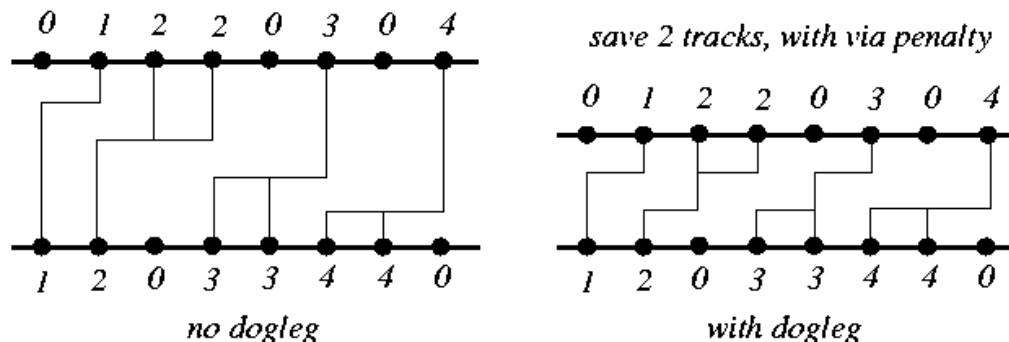 0 1 2 2 0 3 0 4
1 2 0 3 3 4 4 0
no dogleg
save 2 tracks, with via penalty
0 1 2 2 0 3 0 4
1 2 0 3 3 4 4 0
with dogleg